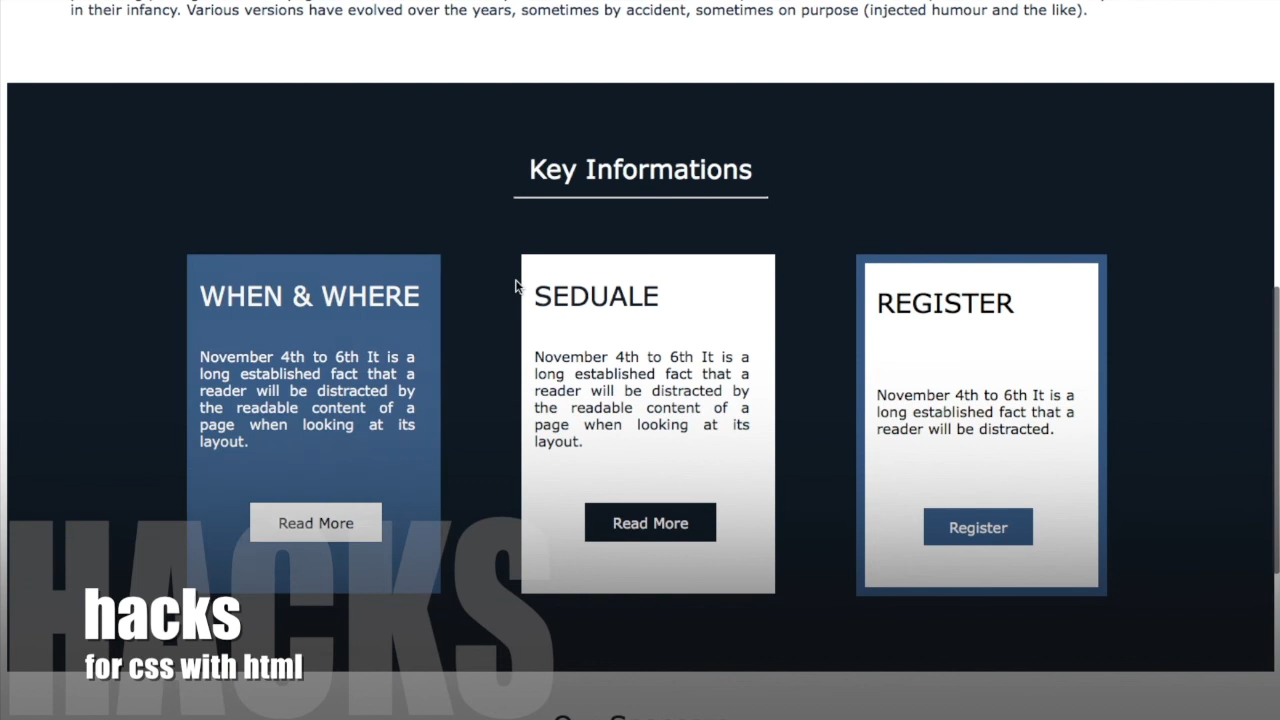 in their infancy. Various versions have evolved over the years, sometimes by accident, sometimes on purpose (injected humour and the like).
Key Informations
WHEN & WHERE
November 4th to 6th It is a
long established fact that a
reader will be distracted by
the readable content of a
page when looking at its
layout.
Read More
SEDUALE
November 4th to 6th It is a
long established fact that a
reader will be distracted by
the readable content of a
page when looking at its
layout.
Read More
REGISTER
November 4th to 6th It is a
long established fact that a
reader will be distracted.
Register
HACKS
hacks
for css with html